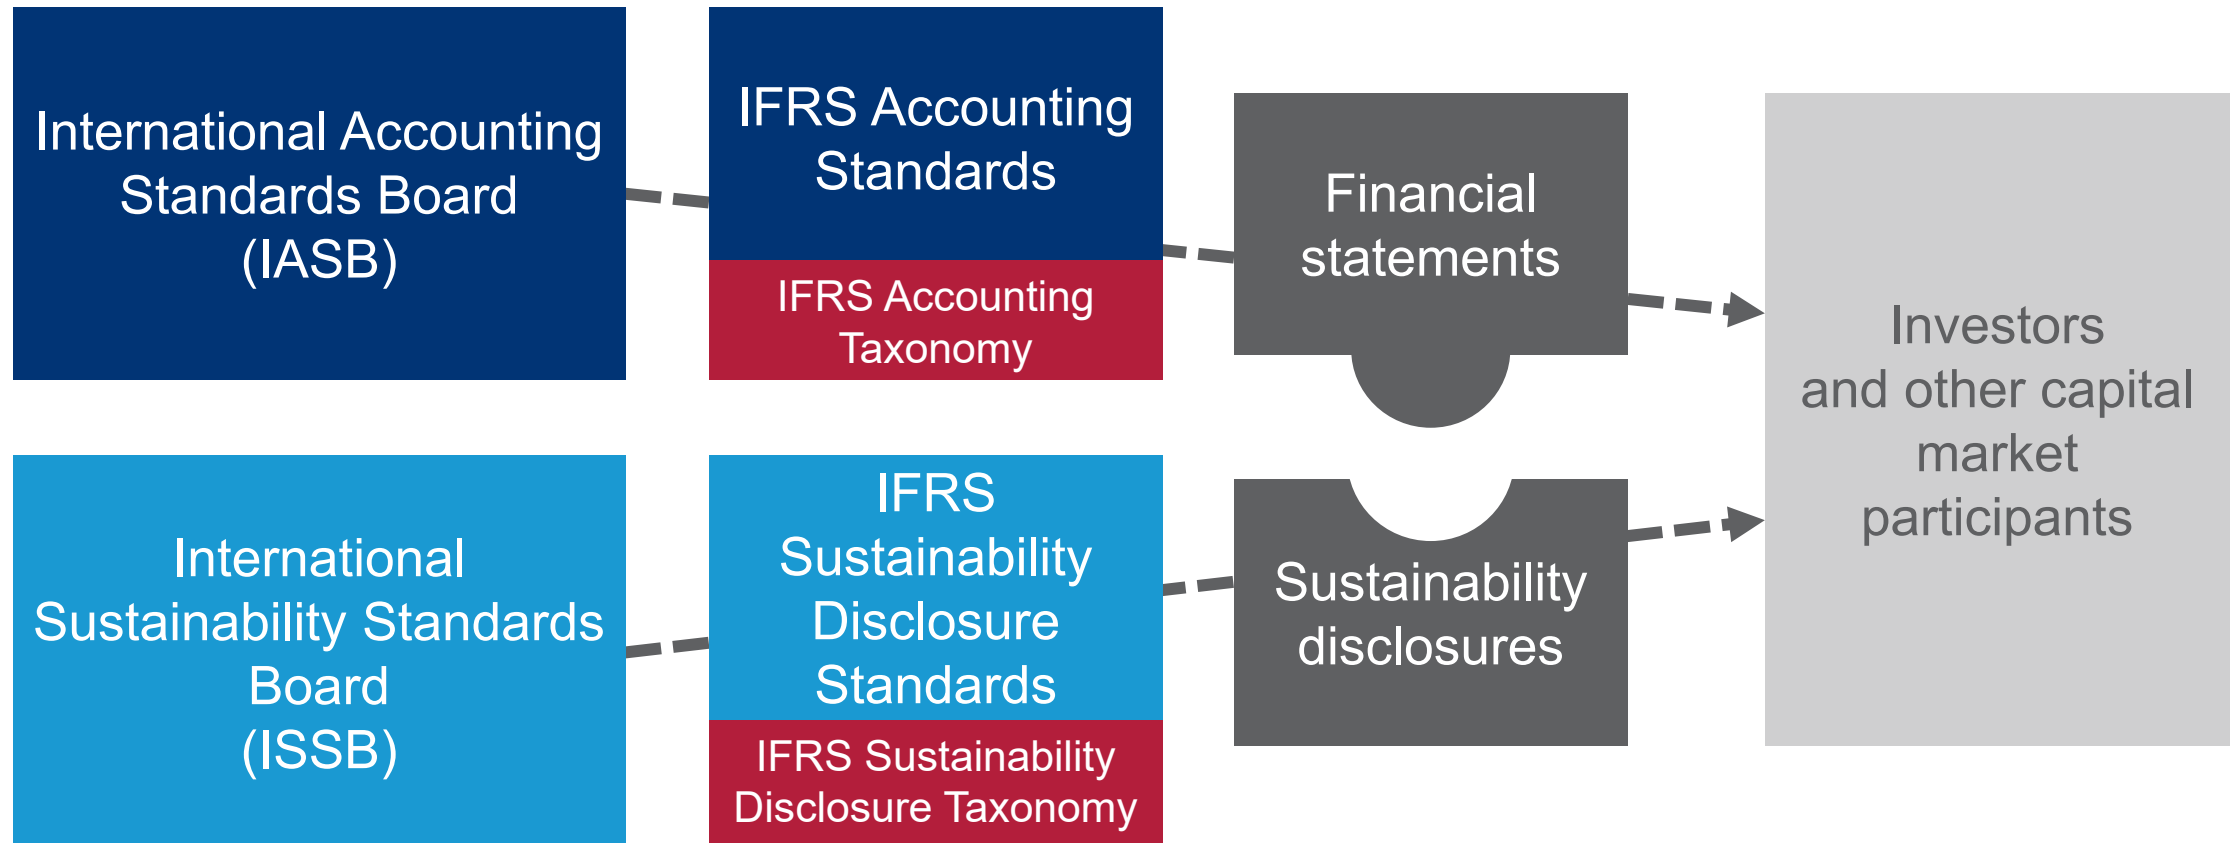 International Accounting
Standards Board
(IASB)
IFRS Accounting
Standards
IFRS Accounting
Taxonomy
Financial
statements
Investors
and other capital
market
participants
International
Sustainability Standards
Board
(ISSB)
IFRS
Sustainability
Disclosure
Standards
IFRS Sustainability
Disclosure Taxonomy
Sustainability
disclosures